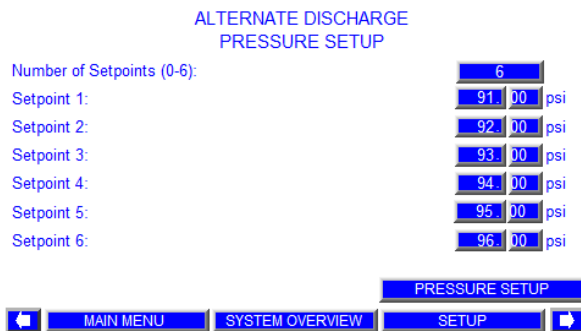 ALTERNATE DISCHARGE
PRESSURE SETUP
Number of Setpoints (0-6): 6
Setpoint 1: 91. 00 psi
Setpoint 2: 92. 00 psi
Setpoint 3: 93. 00 psi
Setpoint 4: 94. 00 psi
Setpoint 5: 95. 00 psi
Setpoint 6: 96. 00 psi
PRESSURE SETUP
MAIN MENU SYSTEM OVERVIEW SETUP